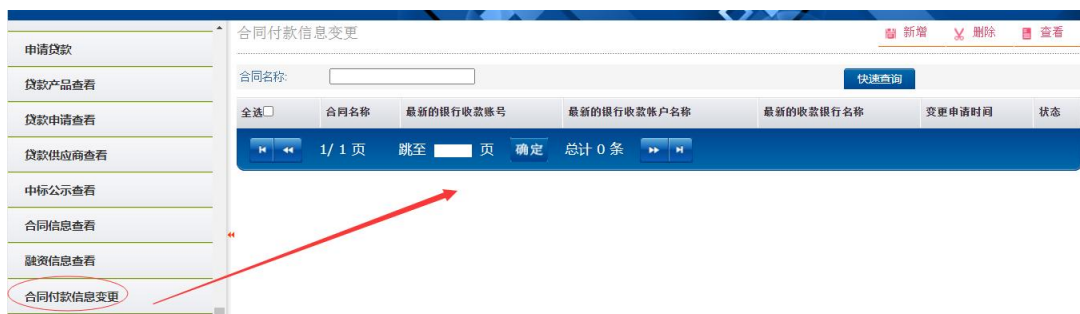 合同付款信息变更
新增 删除 查看
申请贷款
贷款产品查看
合同名称: 快速查询
全选 合同名称 最新的银行收款账号 最新的银行收款帐户名称 最新的收款银行名称 变更申请时间 状态
贷款申请查看
1/ 1 页 跳至 页 确定 总计 0 条
贷款供应商查看
中标公示查看
合同信息查看
融资信息查看
合同付款信息变更